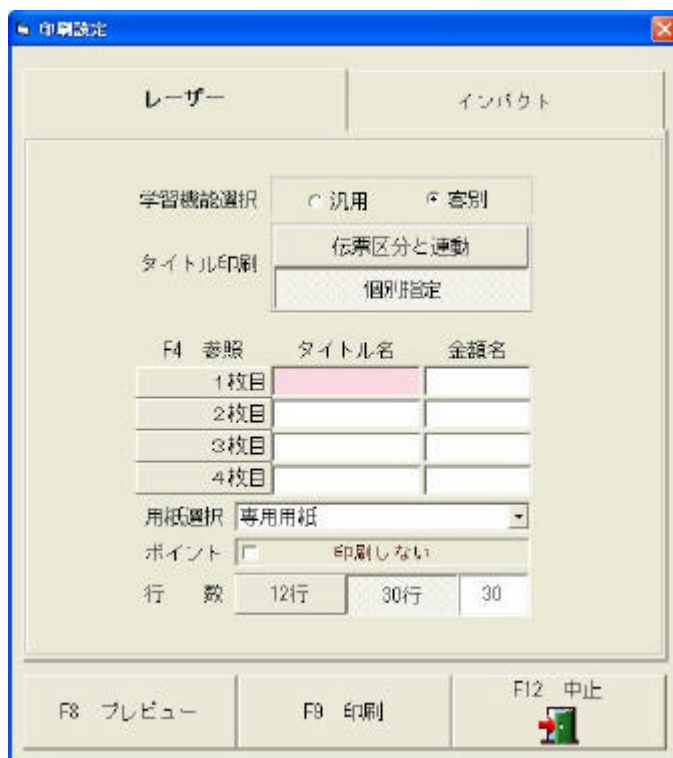 印刷設定
レーザー インパクト
学習機能選択 汎用 客別
伝票区分と連動
タイトル印刷
個別指定
F4 参照 タイトル名 金額名
1枚目
2枚目
3枚目
4枚目
用紙選択 専用用紙
ポイント 印刷しない
行 数 12行 30行 30
F8 プレビュー F9 印刷 F12 中止